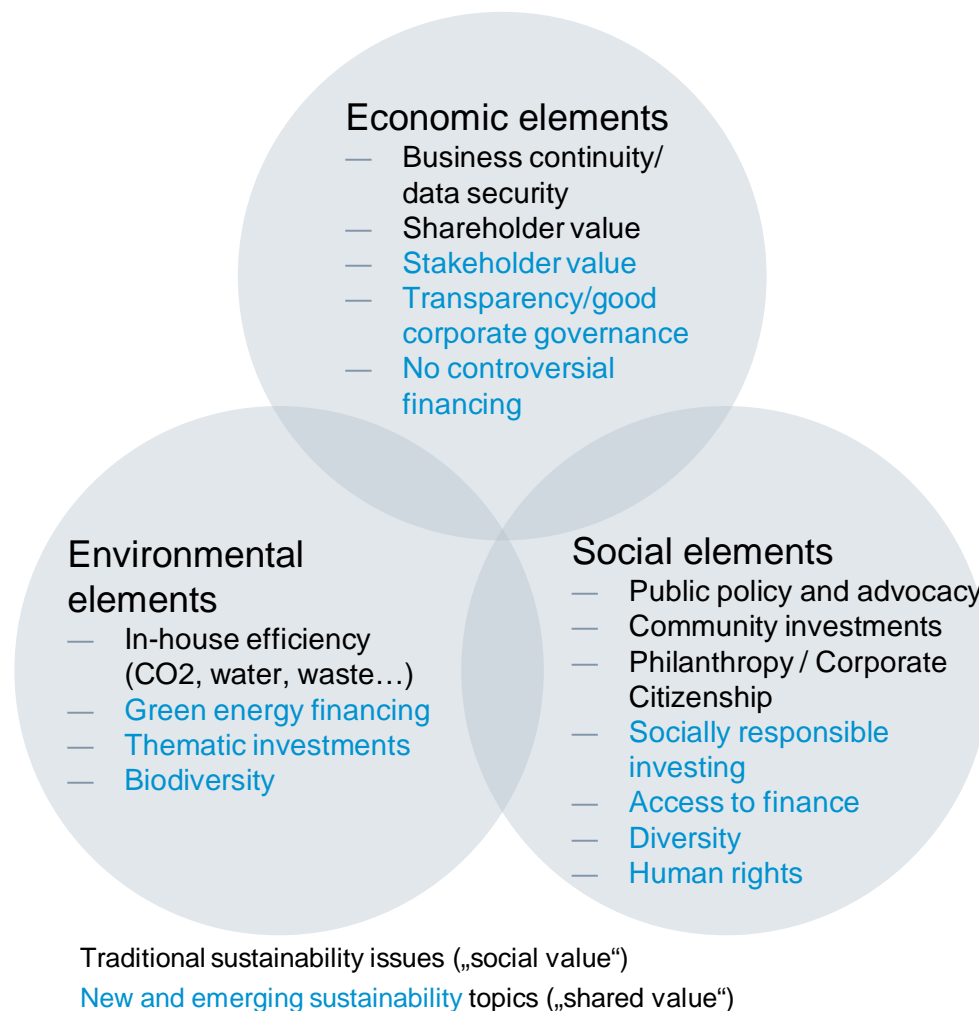 Economic elements
— Business continuity/
data security
— Shareholder value
— Stakeholder value
— Transparency/good
corporate governance
— No controversial
financing
Environmental
elements
— In-house efficiency
(CO2, water, waste…)
— Green energy financing
— Thematic investments
— Biodiversity
Social elements
— Public policy and advocacy
— Community investments
— Philanthropy / Corporate
Citizenship
— Socially responsible
investing
— Access to finance
— Diversity
— Human rights
Traditional sustainability issues („social value“)
New and emerging sustainability topics („shared value“)